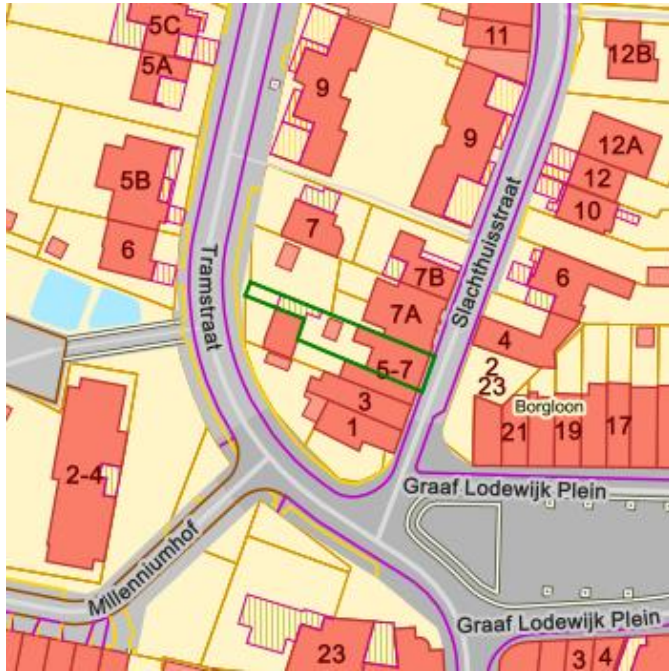 5C
5A
11
12B
9
9
12A
5B
12
10
6
7
7B
6
Tramstraat
Slachthuisstraat
7A
4
5-7
2
23
3
Borgloon
1
21
19
17
2-4
Graaf Lodewijk Plein
Millenniumhof
Graaf Lodewijk Plein
23
3
4